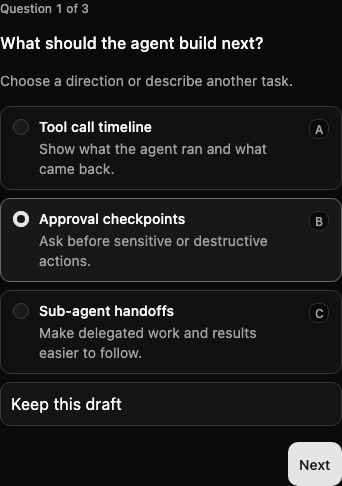 Question 1 of 3
What should the agent build next?
Choose a direction or describe another task.
Tool call timeline
A
Show what the agent ran and what
came back.
Approval checkpoints
B
Ask before sensitive or destructive
actions.
Sub-agent handoffs
C
Make delegated work and results
easier to follow.
Keep this draft
Next